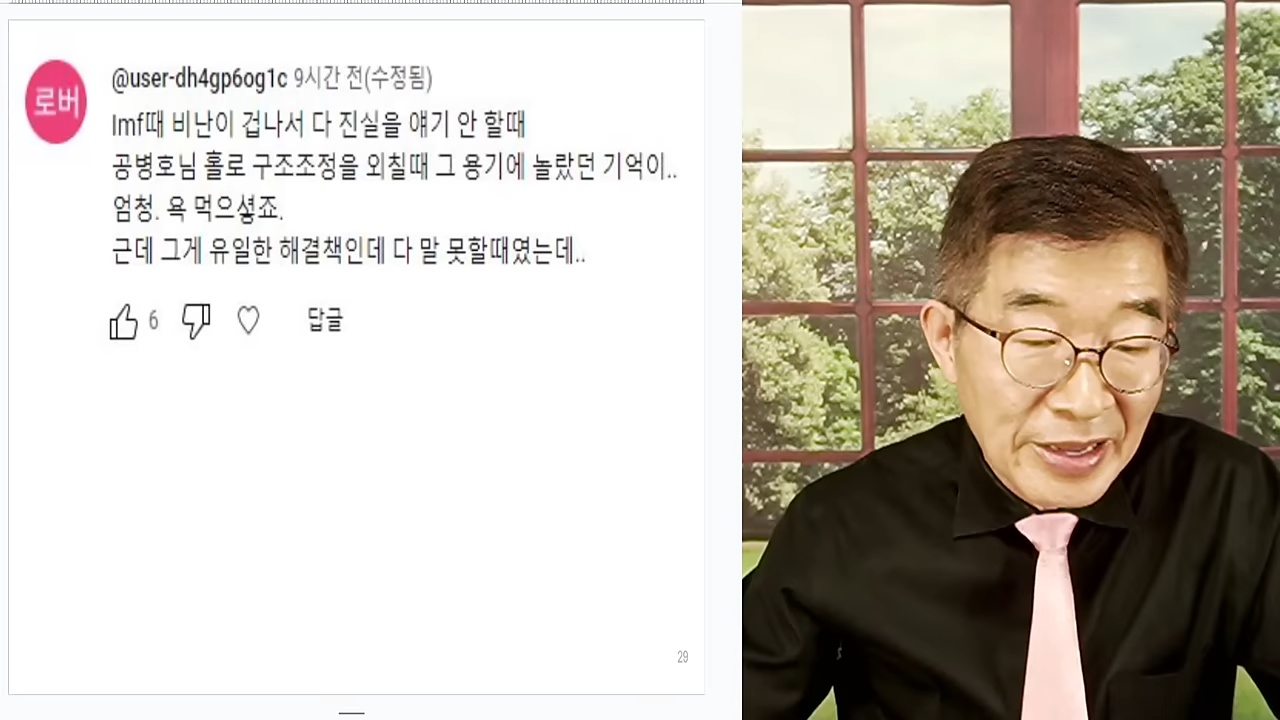 로버
@user-dh4gp6og1c 9시간 전(수정됨)
Imf때 비난이 겁나서 다 진실을 얘기 안 할때
공병호님 홀로 구조조정을 외칠때 그 용기에 놀랐던 기억이..
엄청. 욕 먹으셯죠.
근데 그게 유일한 해결책인데 다 말 못할때였는데..
6 답글
29